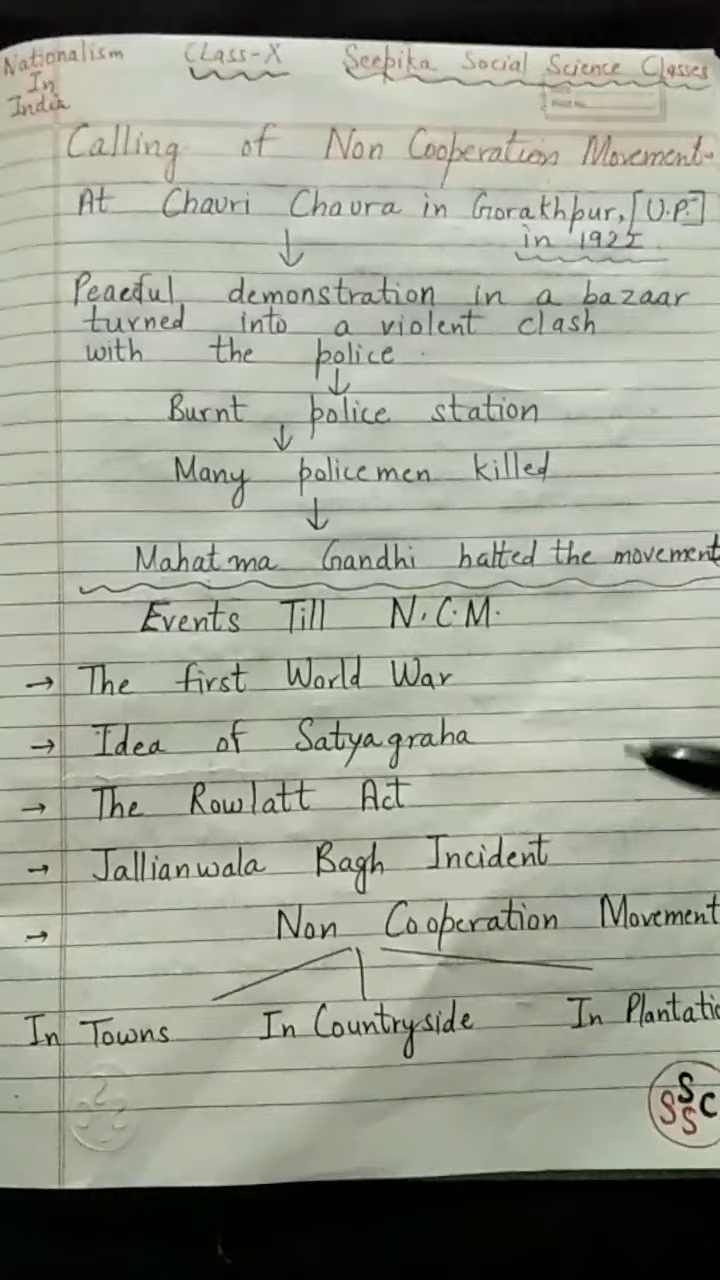 Nationalism In India
CLass-X
Seepika Social Science Classes
Calling of Non Cooperation Movement-
At Chauri Chaura in Gorakhpur, [U.P.]
in 1922
↓
Peaceful demonstration in a bazaar
turned into a violent clash
with the police
↓
Burnt police station
↓
Many policemen killed
↓
Mahatma Gandhi halted the movement
Events Till N.C.M.
→ The first World War
→ Idea of Satyagraha
→ The Rowlatt Act
→ Jallianwala Bagh Incident
→ Non Cooperation Movement
In Towns In Countryside In Plantatio
SSSC